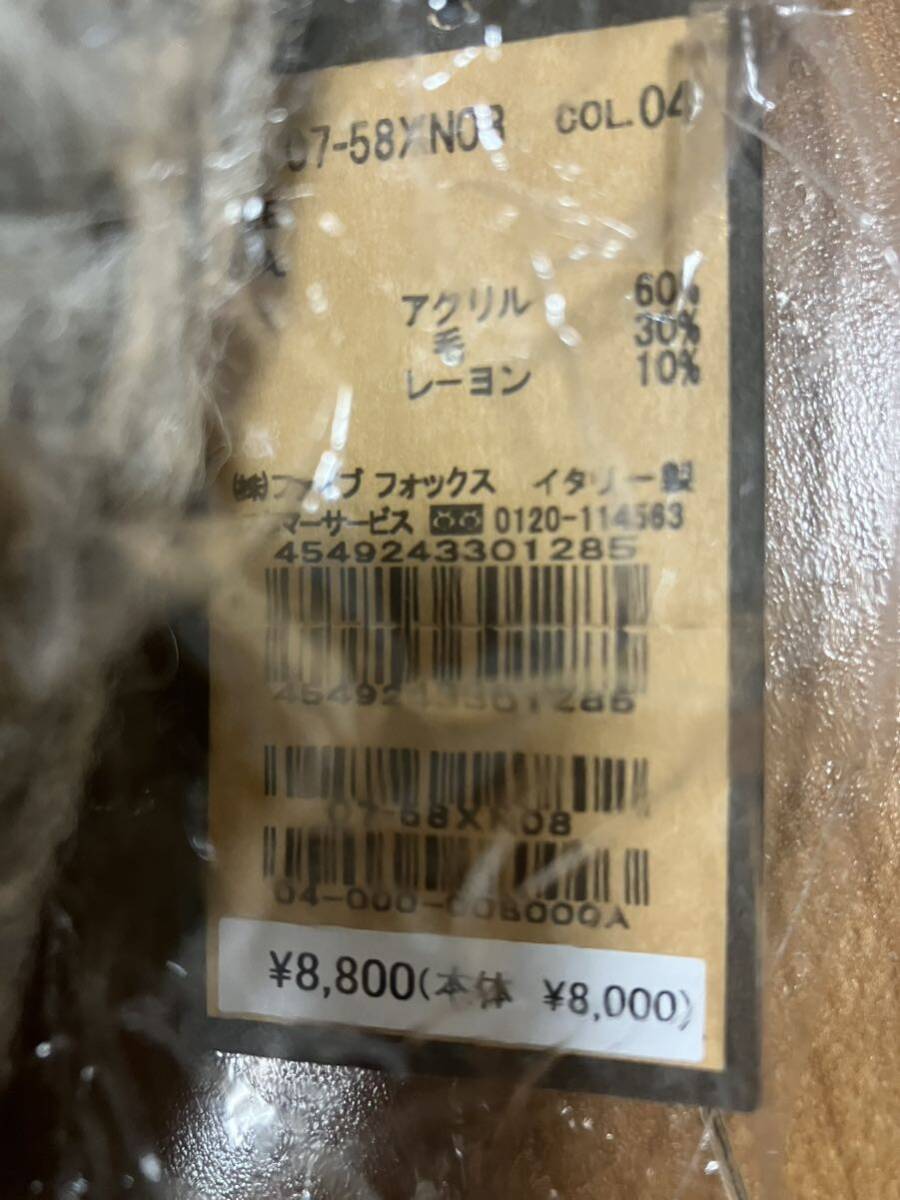 07-58XN08 COL.04
アクリル 60%
毛 30%
レーヨン 10%
㈱ファイブ フォックス イタリー製
マーサービス 0120-114563
4549243301285
4549243301285
07-58XN08
04-000-008000A
¥8,800(本体 ¥8,000)